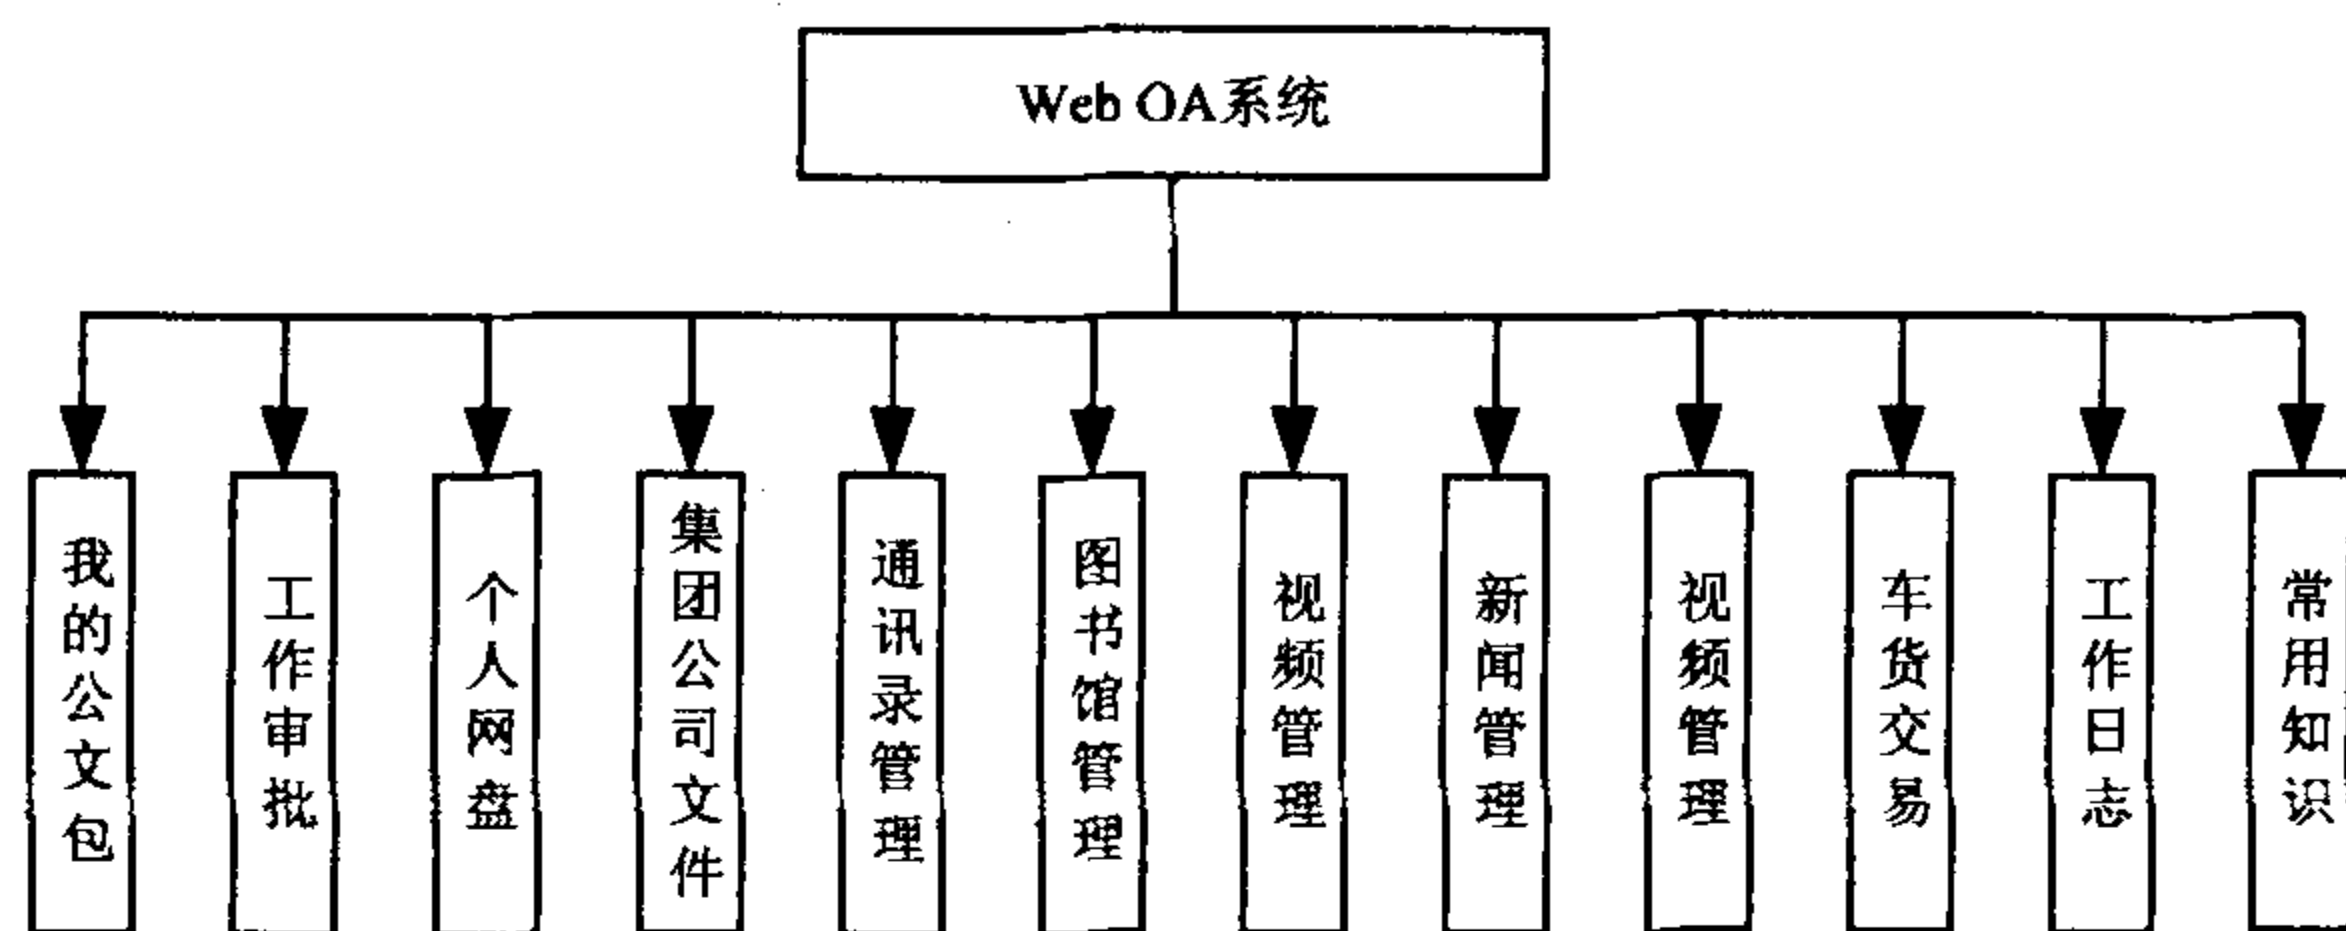 Web OA系统
我的公文包
工作审批
个人网盘
集团公司文件
通讯录管理
图书馆管理
视频管理
新闻管理
视频管理
车货交易
工作日志
常用知识